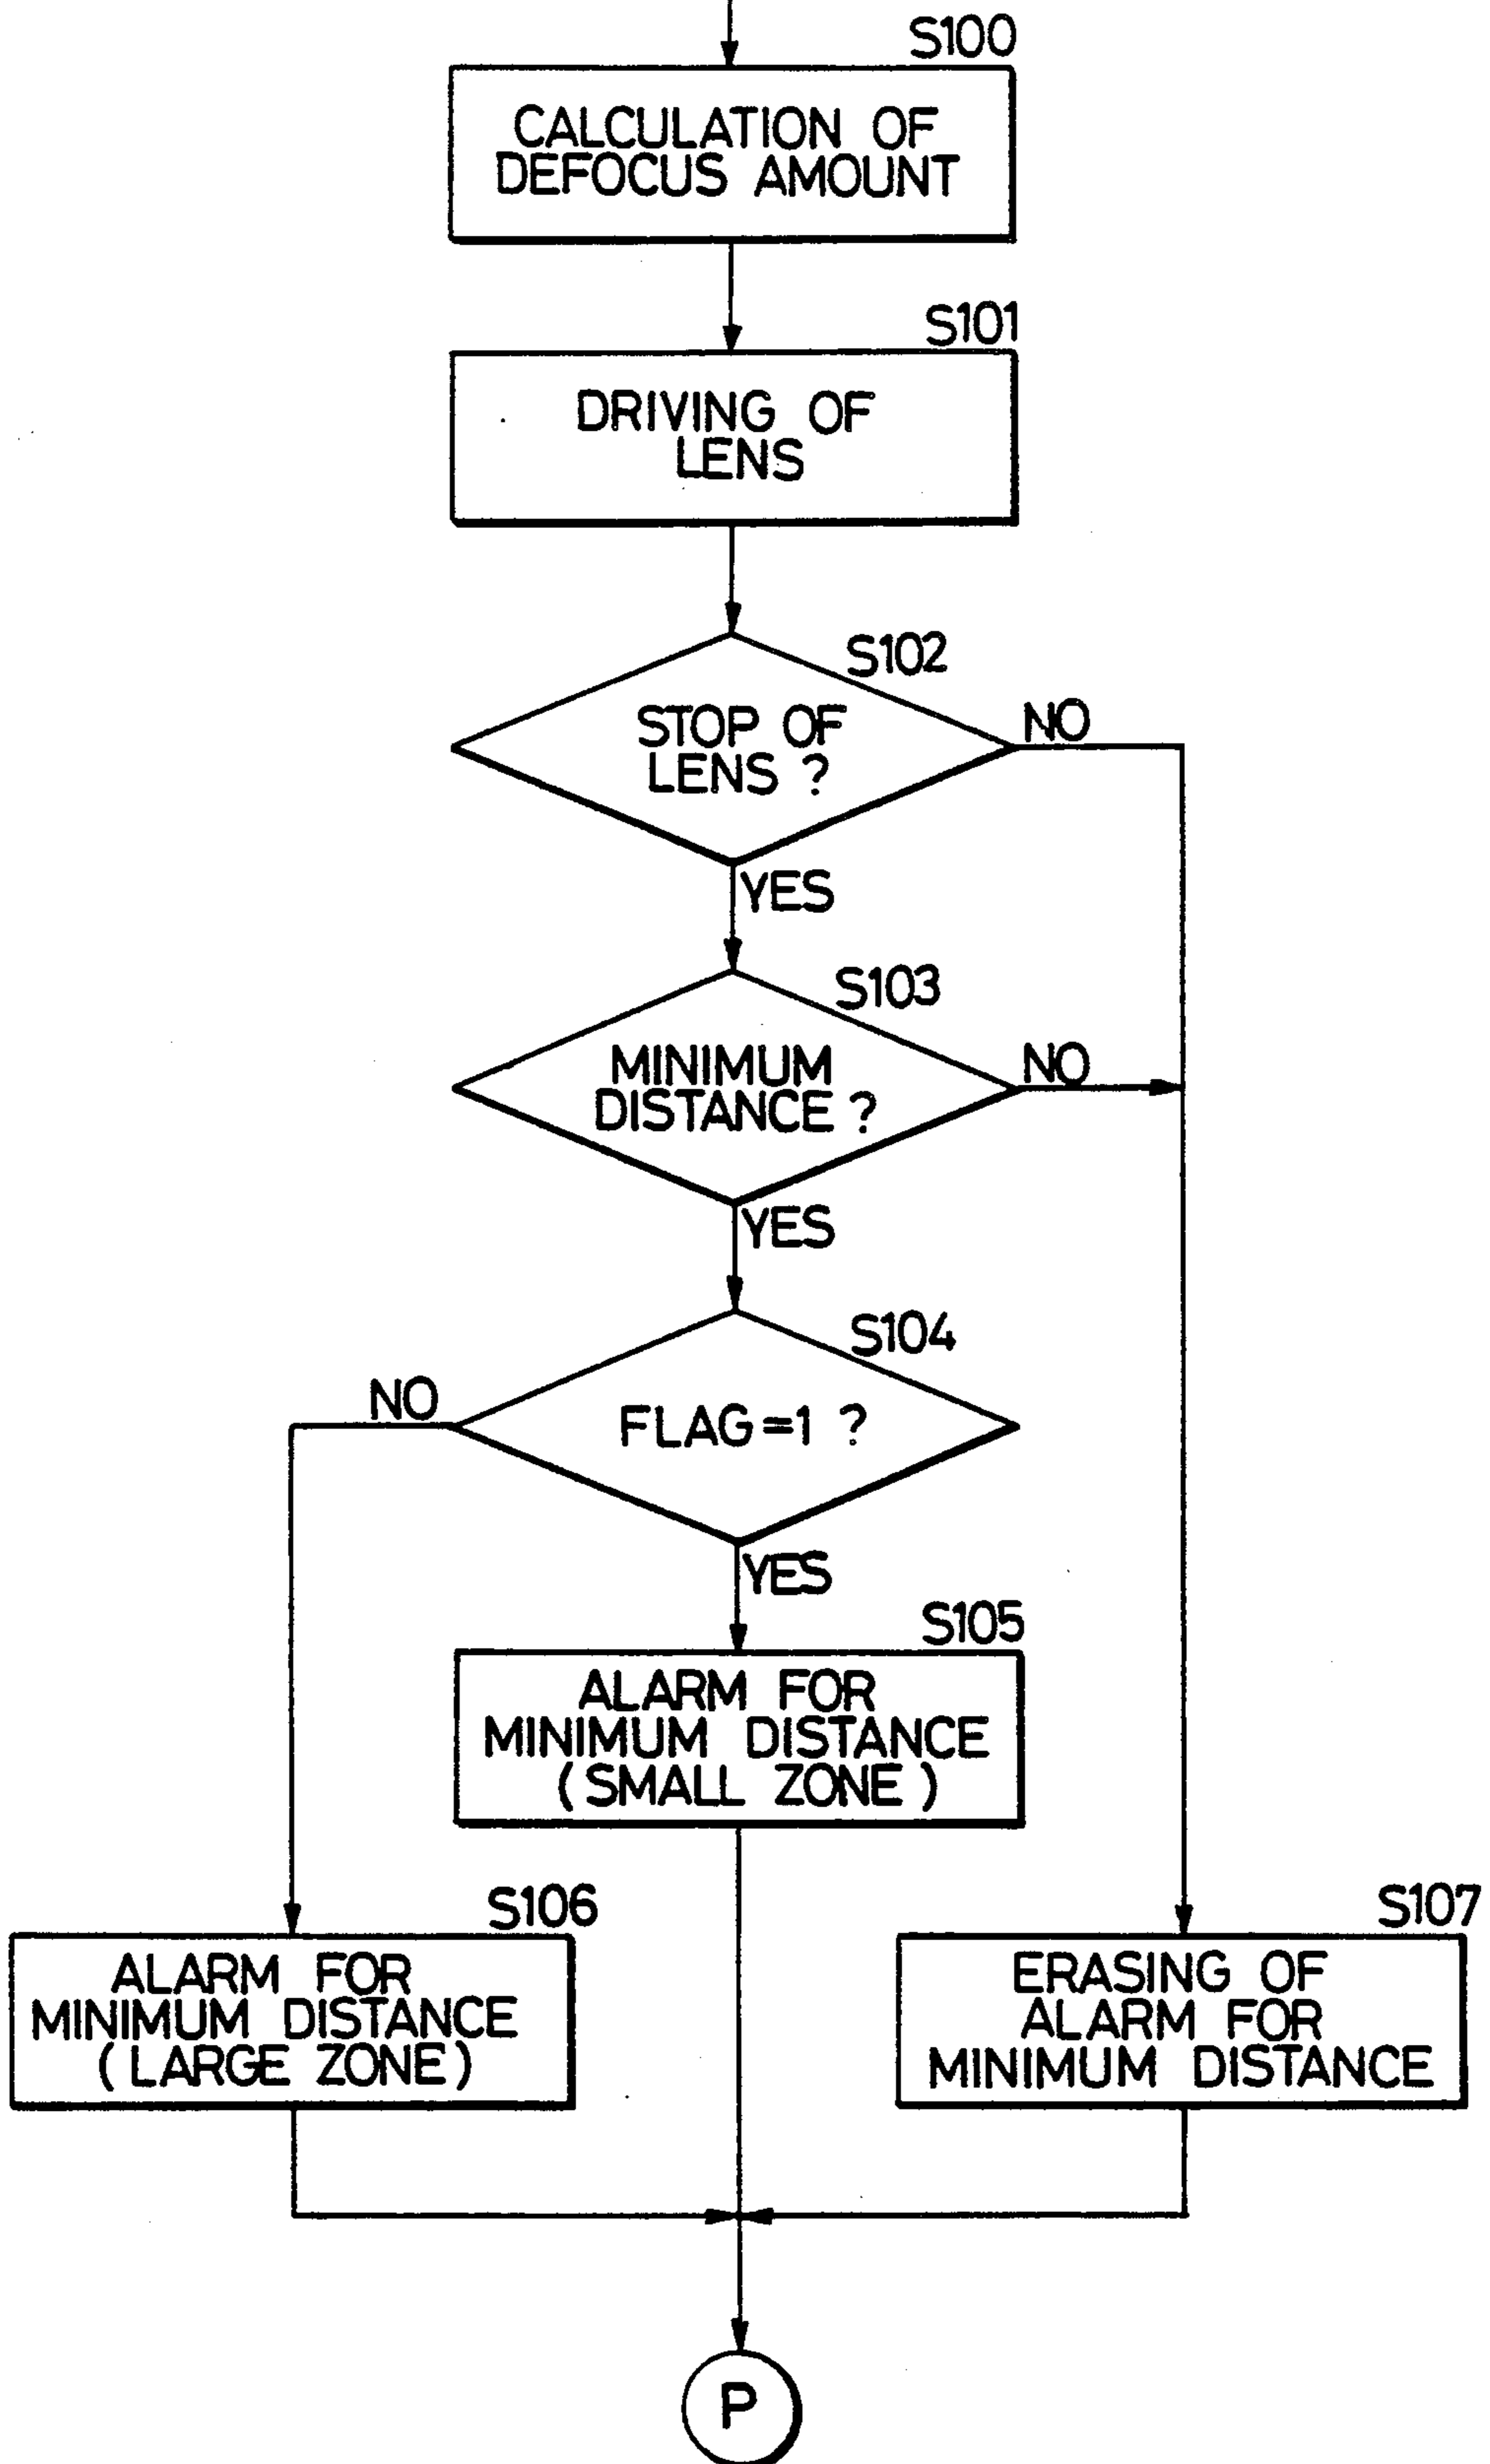 S100
CALCULATION OF
DEFOCUS AMOUNT
S101
DRIVING OF
LENS
S102
STOP OF
LENS ?
NO
YES
S103
MINIMUM
DISTANCE ?
NO
YES
S104
FLAG=1 ?
NO
YES
S105
ALARM FOR
MINIMUM DISTANCE
( SMALL ZONE )
S106
ALARM FOR
MINIMUM DISTANCE
( LARGE ZONE )
S107
ERASING OF
ALARM FOR
MINIMUM DISTANCE
P